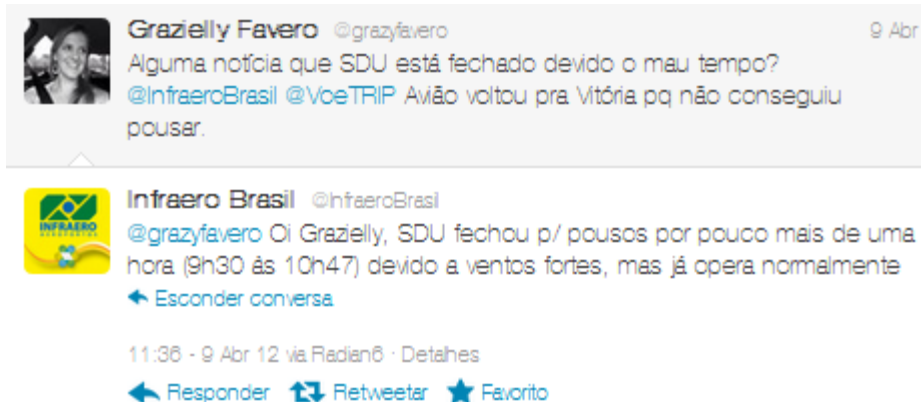 Grazielly Favero @grazyfavero 9 Abr
Alguma notícia que SDU está fechado devido o mau tempo?
@InfraeroBrasil @VoeTRIP Avião voltou pra Vitória pq não conseguiu
pousar.
INFRAERO
AEROPORTOS
Infraero Brasil @InfraeroBrasil
@grazyfavero Oi Grazielly, SDU fechou p/ pousos por pouco mais de uma
hora (9h30 ás 10h47) devido a ventos fortes, mas já opera normalmente
Esconder conversa
11:36 - 9 Abr 12 via Radian6 · Detalhes
Responder Retweetar Favorito